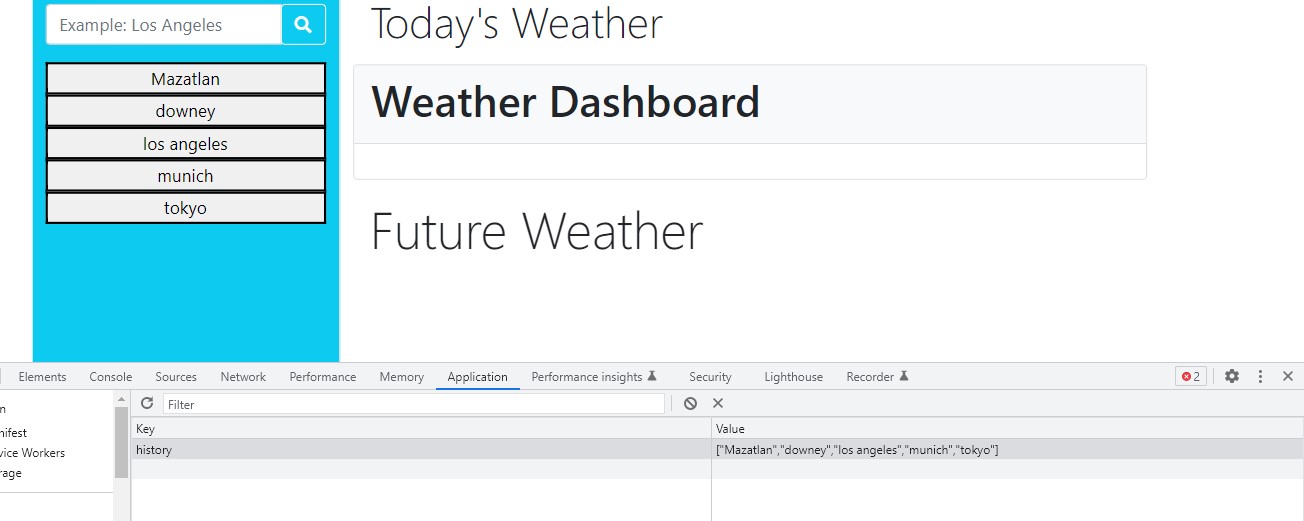 Example: Los Angeles
Today's Weather
Mazatlan
downey
los angeles
munich
tokyo
Weather Dashboard
Future Weather
Elements Console Sources Network Performance Memory Application Performance insights Security Lighthouse Recorder 2
Filter
nifest
vice Workers
rage
Key Value
history ["Mazatlan","downey","los angeles","munich","tokyo"]